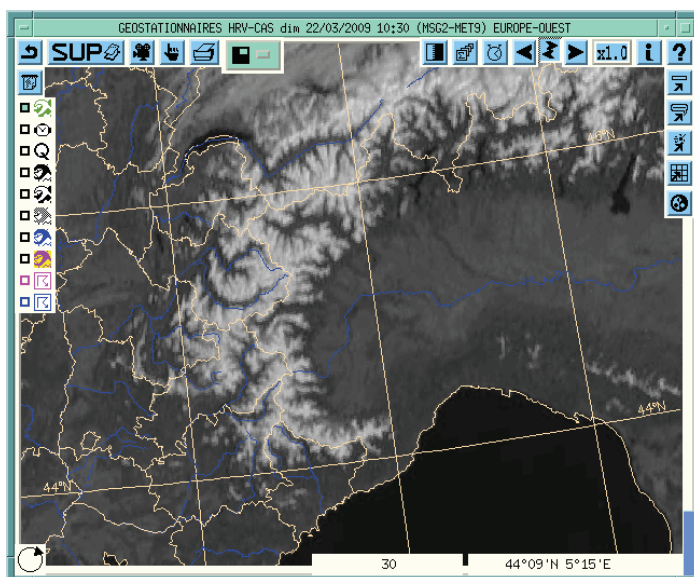 GEOSTATIONNAIRES HRV-CAS dim 22/03/2009 10:30 (MSG2-MET9) EUROPE-OUEST
SUP
x1.0
i
?
Q
46°N
44°N
44°N
30
44°09'N 5°15'E